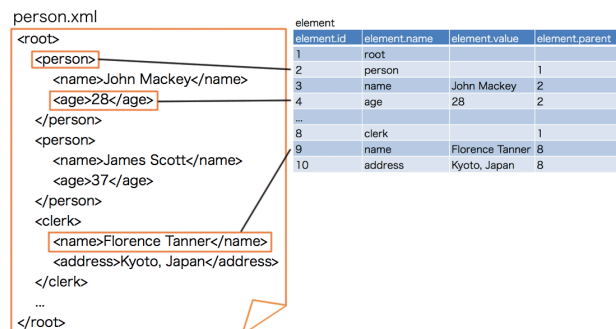 person.xml
<root>
<person>
<name>John Mackey</name>
<age>28</age>
</person>
<person>
<name>James Scott</name>
<age>37</age>
</person>
<clerk>
<name>Florence Tanner</name>
<address>Kyoto, Japan</address>
</clerk>
...
</root>
element
element.id element.name element.value element.parent
1 root
2 person 1
3 name John Mackey 2
4 age 28 2
...
8 clerk 1
9 name Florence Tanner 8
10 address Kyoto, Japan 8